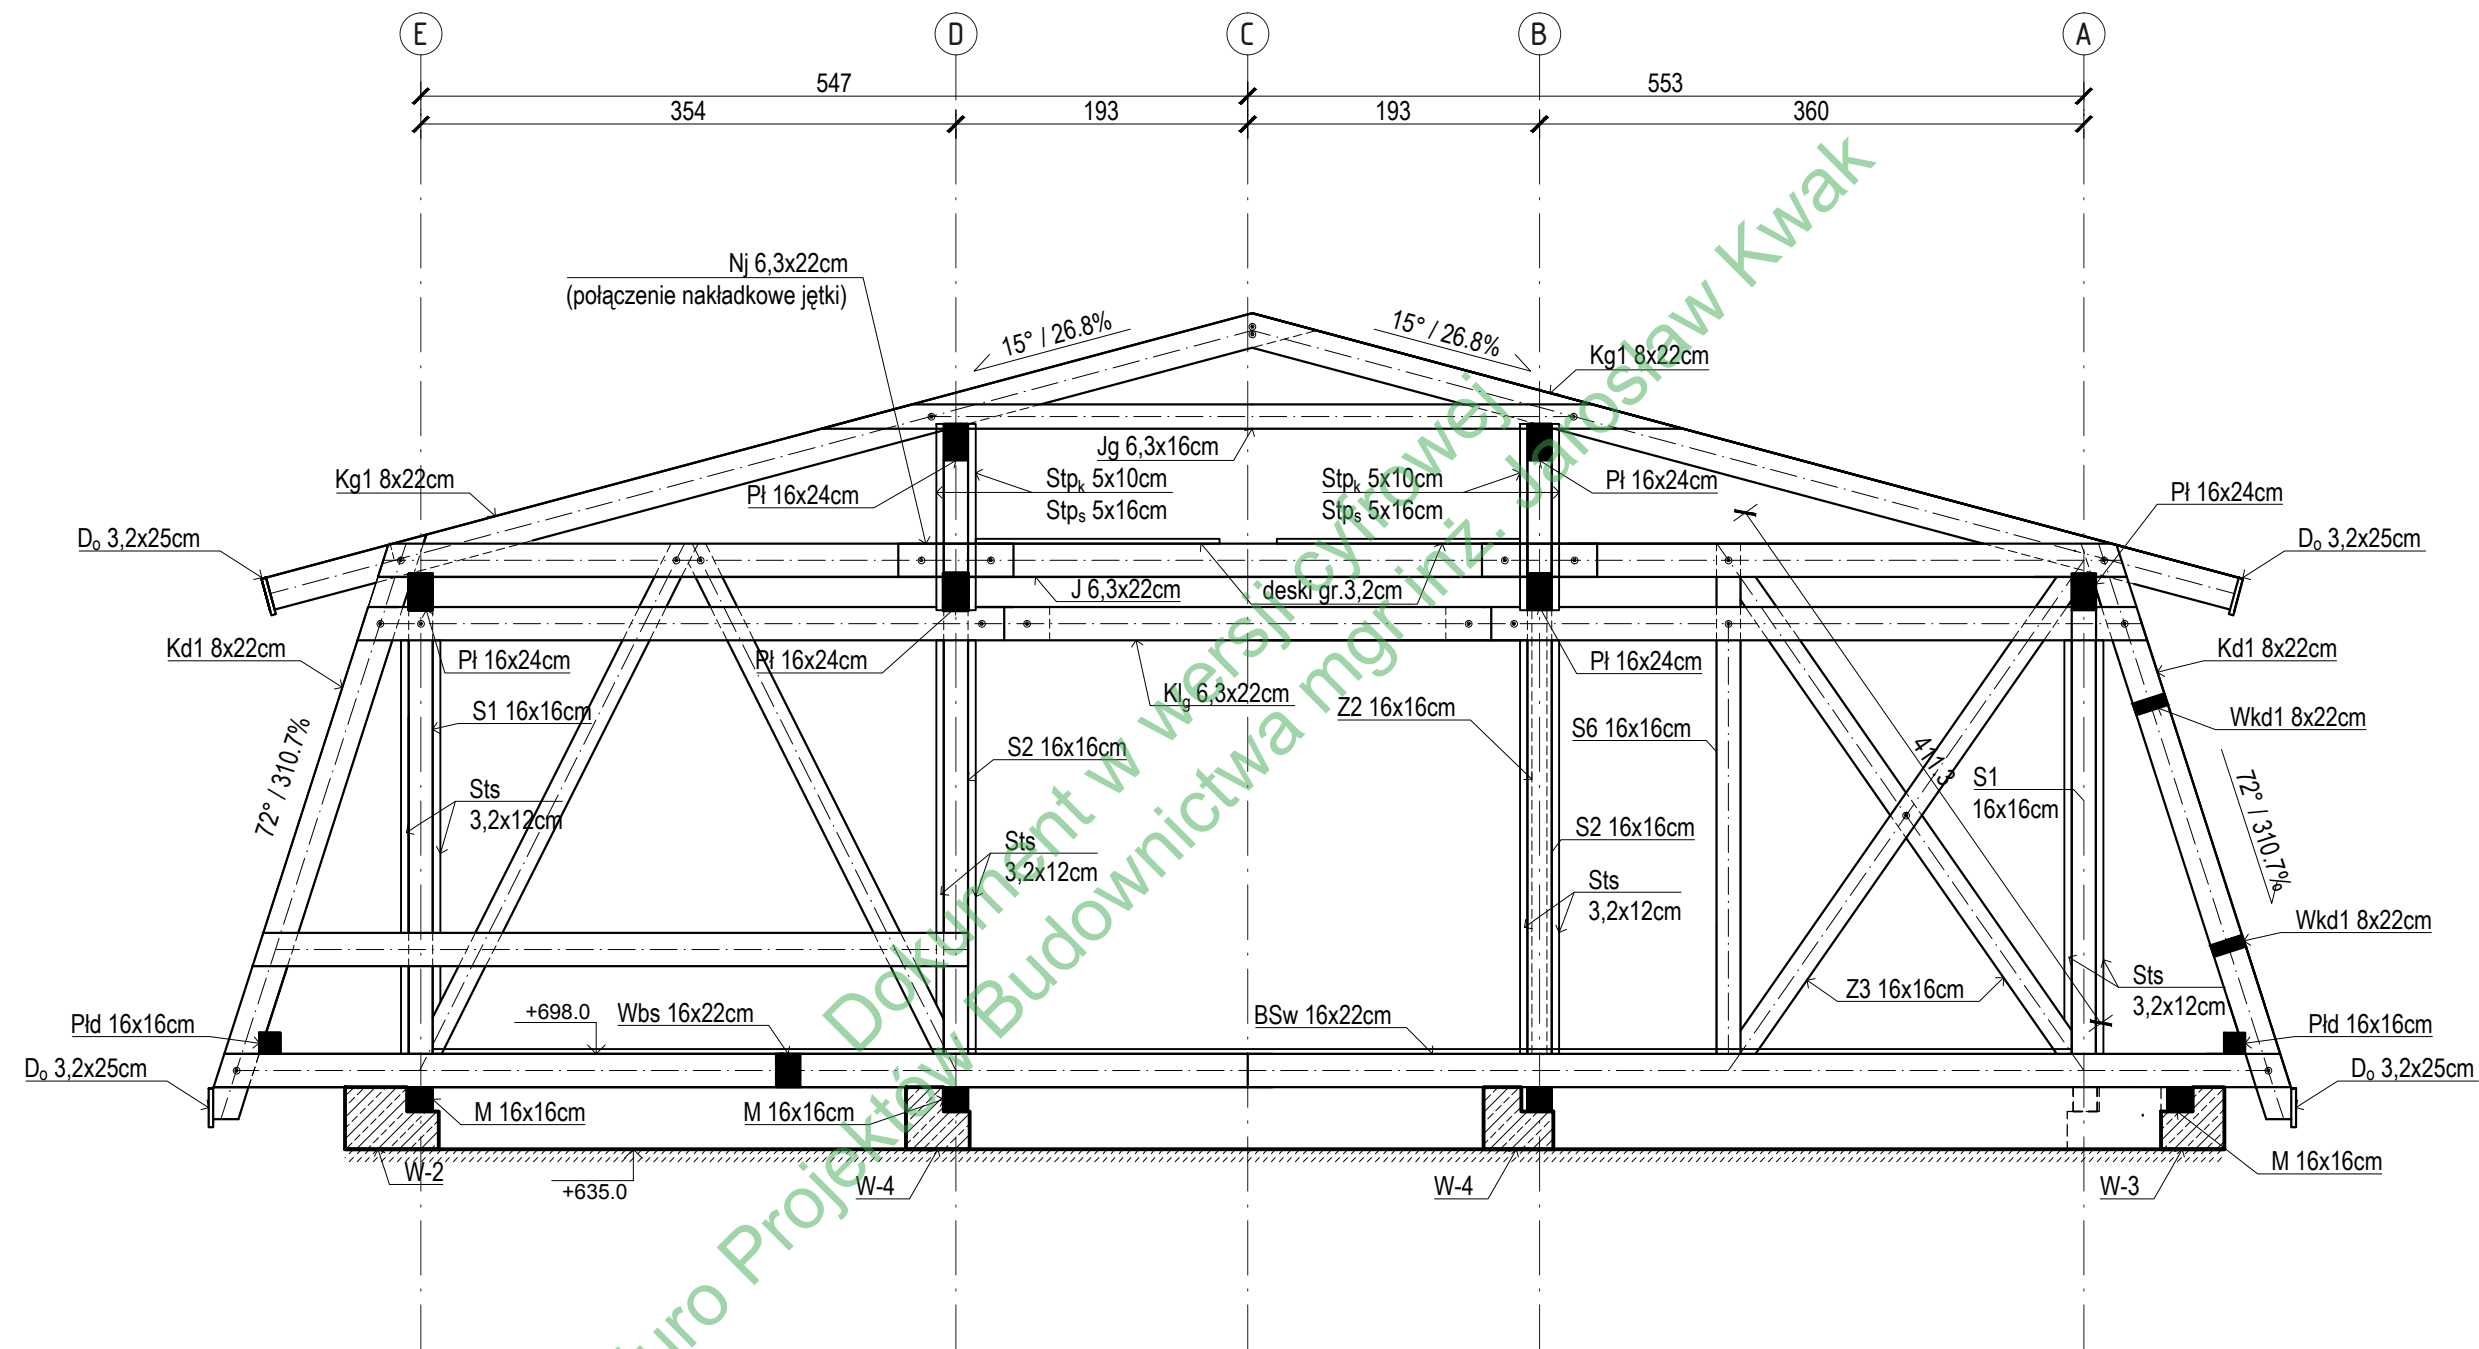 E D C B A
547 553
354 193 193 360
Nj 6,3x22cm
(połączenie nakładkowe jętki)
15° / 26.8%
15° / 26.8%
Kg1 8x22cm
Jg 6,3x16cm
Kg1 8x22cm
Pł 16x24cm
Stpk 5x10cm
Stps 5x16cm
Stpk 5x10cm
Stps 5x16cm
Pł 16x24cm
Pł 16x24cm
Do 3,2x25cm
Do 3,2x25cm
J 6,3x22cm
deski gr.3,2cm
Kd1 8x22cm
Pł 16x24cm
Pł 16x24cm
Pł 16x24cm
Kd1 8x22cm
Klg 6,3x22cm
S1 16x16cm
Z2 16x16cm
S6 16x16cm
Wkd1 8x22cm
72° / 310.7%
S2 16x16cm
417,3
S1
16x16cm
72° / 310.7%
Sts
3,2x12cm
Sts
3,2x12cm
S2 16x16cm
Sts
3,2x12cm
Wkd1 8x22cm
Z3 16x16cm
Sts
3,2x12cm
Płd 16x16cm
+698.0
Wbs 16x22cm
BSw 16x22cm
Płd 16x16cm
Do 3,2x25cm
Do 3,2x25cm
M 16x16cm
M 16x16cm
M 16x16cm
W-2
+635.0
W-4
W-4
W-3
Dokument w wersji cyfrowej
Biuro Projektów Budownictwa mgr inż. Jarosław Kwak